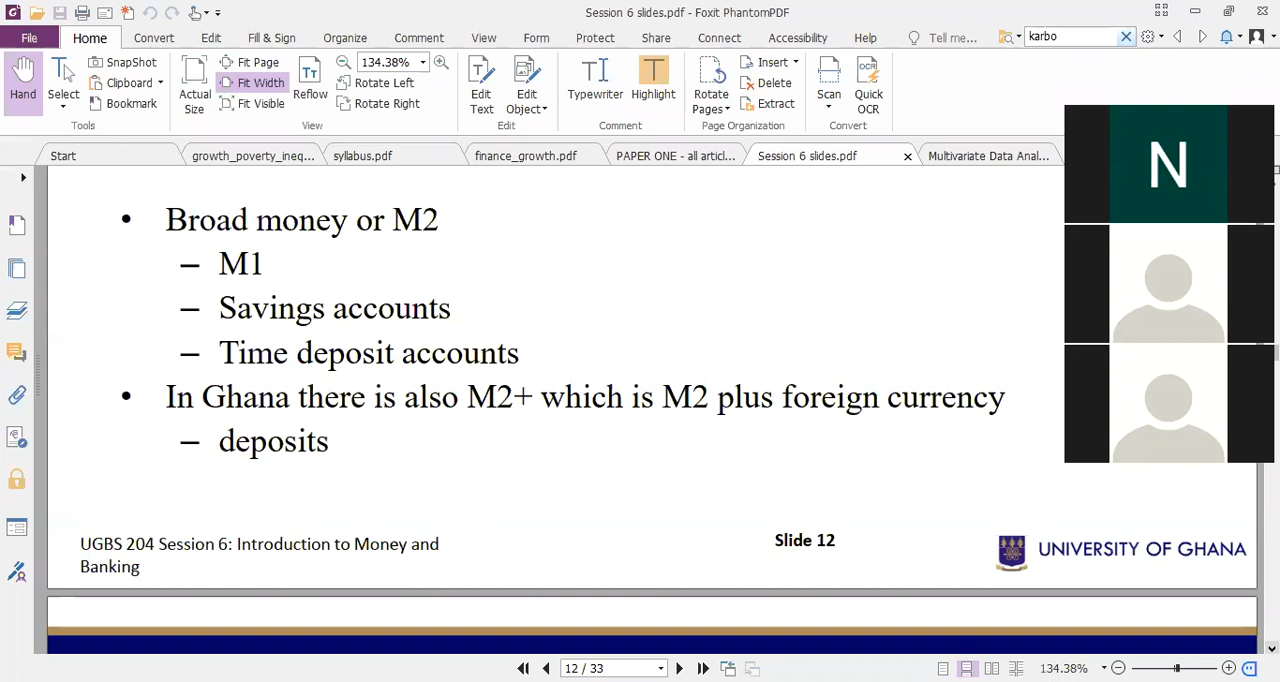 Session 6 slides.pdf - Foxit PhantomPDF
File Home Convert Edit Fill & Sign Organize Comment View Form Protect Share Connect Accessibility Help Tell me... karbo
Hand
Select
SnapShot
Clipboard
Bookmark
Tools
Actual Size
Fit Page
Fit Width
Fit Visible
Reflow
134.38%
Rotate Left
Rotate Right
View
Edit Text
Edit Object
Edit
Typewriter
Highlight
Comment
Rotate Pages
Insert
Delete
Extract
Page Organization
Scan
Quick OCR
Convert
Start growth_poverty_ineq... syllabus.pdf finance_growth.pdf PAPER ONE - all articl... Session 6 slides.pdf Multivariate Data Anal...
N
• Broad money or M2
– M1
– Savings accounts
– Time deposit accounts
• In Ghana there is also M2+ which is M2 plus foreign currency
– deposits
UGBS 204 Session 6: Introduction to Money and
Banking
Slide 12
UNIVERSITY OF GHANA
12 / 33
134.38%